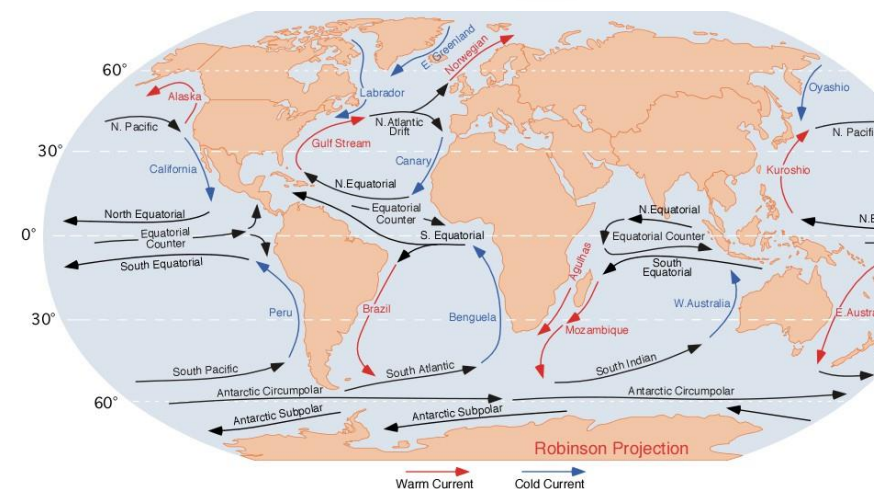 E. Greenland
Norwegian
60°
Alaska
Labrador
Oyashio
N. Pacific
N. Atlantic
Drift
N. Pacific
Gulf Stream
30°
California
Canary
Kuroshio
N.Equatorial
North Equatorial
Equatorial
Counter
N.Equatorial
N.E
0°
Equatorial
Counter
S. Equatorial
Equatorial Counter
South Equatorial
South
Equatorial
Agulhas
Peru
Brazil
Benguela
W.Australia
E.Austra
30°
Mozambique
South Pacific
South Atlantic
South Indian
Antarctic Circumpolar
Antarctic Circumpolar
60°
Antarctic Subpolar
Antarctic Subpolar
Robinson Projection
Warm Current
Cold Current